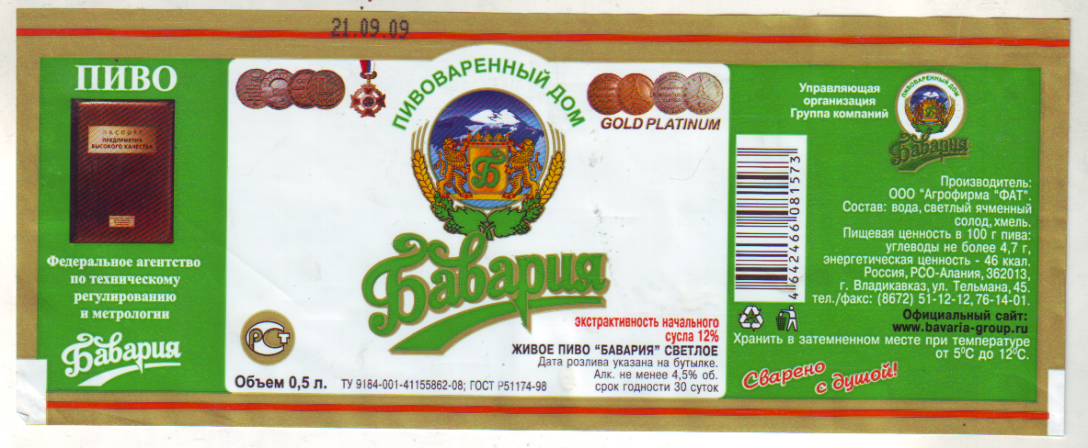 21.09.09
ПИВО
ПАСПОРТ
ПРЕДПРИЯТИЯ
ВЫСОКОГО КАЧЕСТВА
Федеральное агентство
по техническому
регулированию
и метрологии
Бавария
ПИВОВАРЕННЫЙ ДОМ
Б
Бавария
GOLD PLATINUM
РСТ
экстрактивность начального
сусла 12%
ЖИВОЕ ПИВО "БАВАРИЯ" СВЕТЛОЕ
Дата розлива указана на бутылке.
Алк. не менее 4,5% об.
срок годности 30 суток
Объем 0,5 л.
ТУ 9184-001-41155862-08; ГОСТ Р51174-98
Управляющая
организация
Группа компаний
ПИВОВАРЕННЫЙ ДОМ
Бавария
4 642466 081573
Производитель:
ООО "Агрофирма "ФАТ".
Состав: вода, светлый ячменный
солод, хмель.
Пищевая ценность в 100 г пива:
углеводы не более 4,7 г,
энергетическая ценность - 46 ккал.
Россия, РСО-Алания, 362013,
г. Владикавказ, ул. Тельмана, 45.
тел./факс: (8672) 51-12-12, 76-14-01.
Официальный сайт:
www.bavaria-group.ru
Хранить в затемненном месте при температуре
от 5⁰С до 12⁰С.
Сварено
с душой!